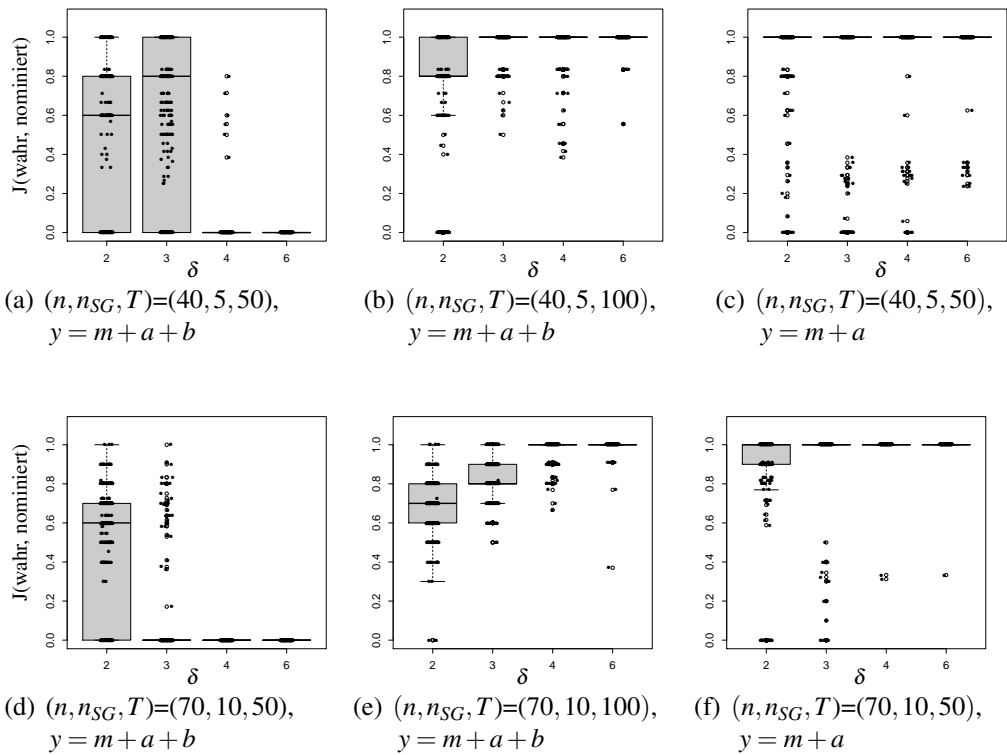 J(wahr, nominiert)
0.0 0.2 0.4 0.6 0.8 1.0
2 3 4 6
δ
(a) (n,n_SG,T)=(40,5,50),
y = m+a+b
0.0 0.2 0.4 0.6 0.8 1.0
2 3 4 6
δ
(b) (n,n_SG,T)=(40,5,100),
y = m+a+b
0.0 0.2 0.4 0.6 0.8 1.0
2 3 4 6
δ
(c) (n,n_SG,T)=(40,5,50),
y = m+a
J(wahr, nominiert)
0.0 0.2 0.4 0.6 0.8 1.0
2 3 4 6
δ
(d) (n,n_SG,T)=(70,10,50),
y = m+a+b
0.0 0.2 0.4 0.6 0.8 1.0
2 3 4 6
δ
(e) (n,n_SG,T)=(70,10,100),
y = m+a+b
0.0 0.2 0.4 0.6 0.8 1.0
2 3 4 6
δ
(f) (n,n_SG,T)=(70,10,50),
y = m+a